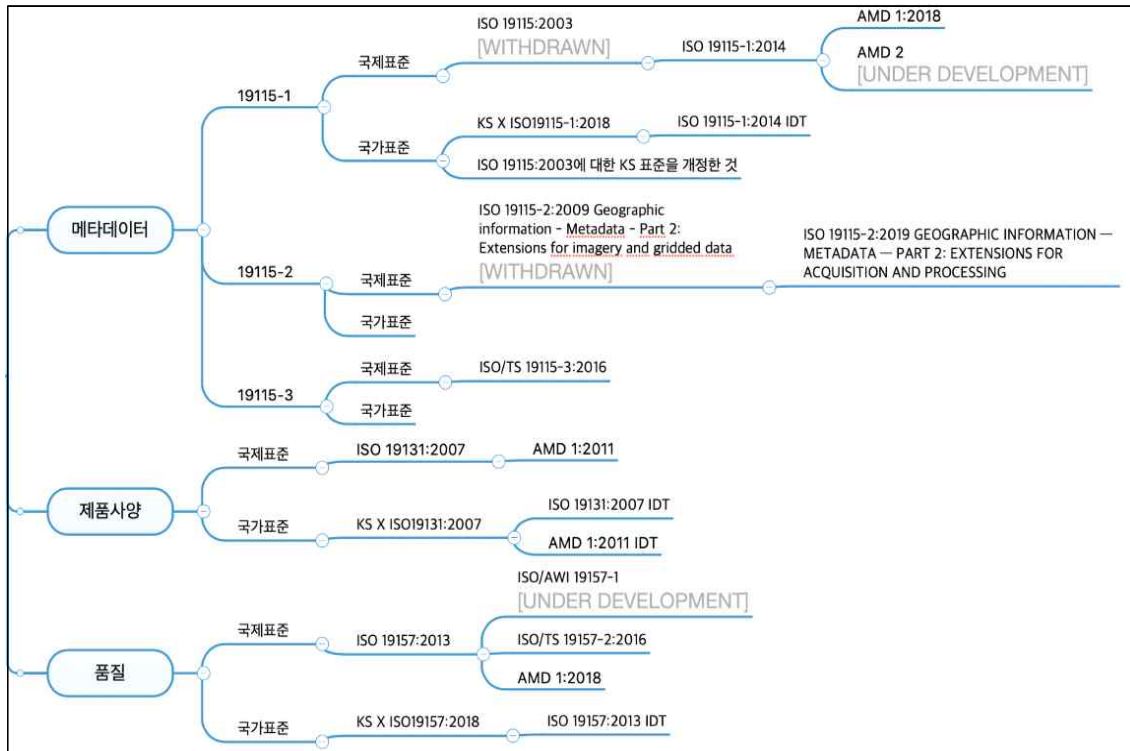 메타데이터
19115-1
국제표준
ISO 19115:2003
[WITHDRAWN]
ISO 19115-1:2014
AMD 1:2018
AMD 2
[UNDER DEVELOPMENT]
국가표준
KS X ISO19115-1:2018
ISO 19115-1:2014 IDT
ISO 19115:2003에 대한 KS 표준을 개정한 것
19115-2
국제표준
ISO 19115-2:2009 Geographic
information - Metadata - Part 2:
Extensions for imagery and gridded data
[WITHDRAWN]
ISO 19115-2:2019 GEOGRAPHIC INFORMATION —
METADATA — PART 2: EXTENSIONS FOR
ACQUISITION AND PROCESSING
국가표준
19115-3
국제표준
ISO/TS 19115-3:2016
국가표준
제품사양
국제표준
ISO 19131:2007
AMD 1:2011
국가표준
KS X ISO19131:2007
ISO 19131:2007 IDT
AMD 1:2011 IDT
품질
국제표준
ISO 19157:2013
ISO/AWI 19157-1
[UNDER DEVELOPMENT]
ISO/TS 19157-2:2016
AMD 1:2018
국가표준
KS X ISO19157:2018
ISO 19157:2013 IDT